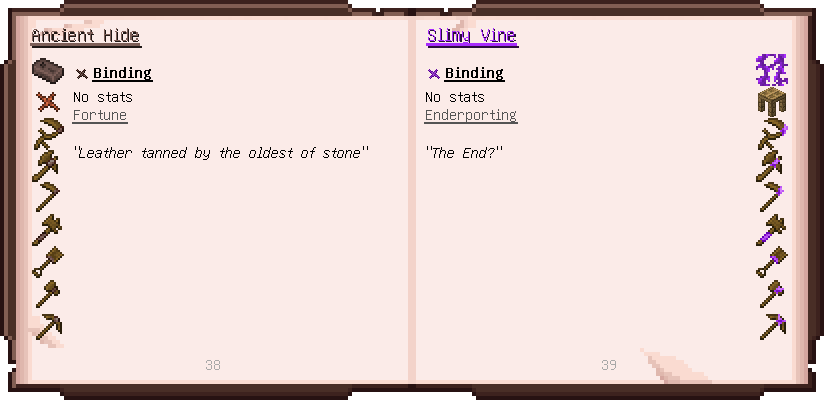 Ancient Hide
Binding
No stats
Fortune
"Leather tanned by the oldest of stone"
38
Slimy Vine
Binding
No stats
Enderporting
"The End?"
39